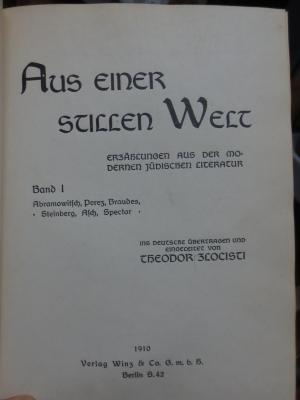 Aus einer
stillen Welt
Erzählungen aus der mo-
dernen jüdischen Literatur
Band I
Abramowitsch, Perez, Braudes,
· Steinberg, Asch, Spector ·
Ins Deutsche übertragen und
eingeleitet von
Theodor Zlocisti
1910
Verlag Winz & Co. G. m. b. H.
Berlin S. 42